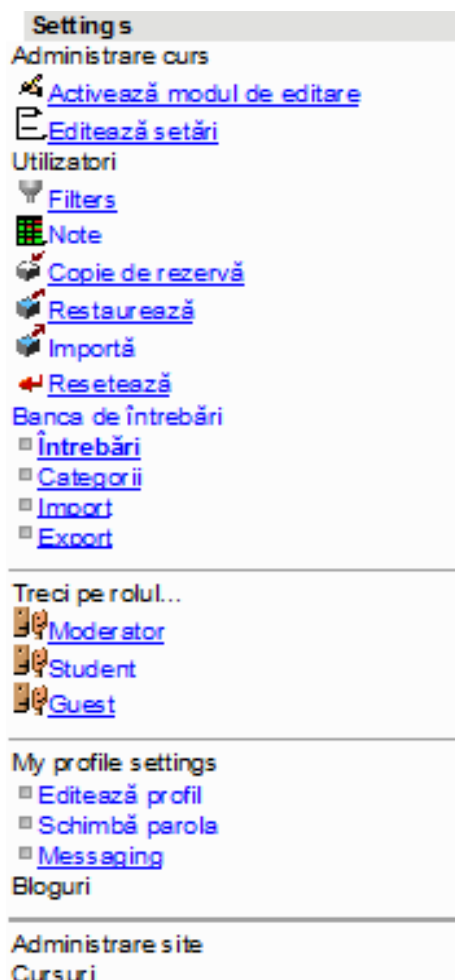 Settings
Administrare curs
Activează modul de editare
Editează setări
Utilizatori
Filters
Note
Copie de rezervă
Restaurează
Importă
Resetează
Banca de întrebări
Întrebări
Categorii
Import
Export
Treci pe rolul...
Moderator
Student
Guest
My profile settings
Editează profil
Schimbă parola
Messaging
Bloguri
Administrare site
Cursuri